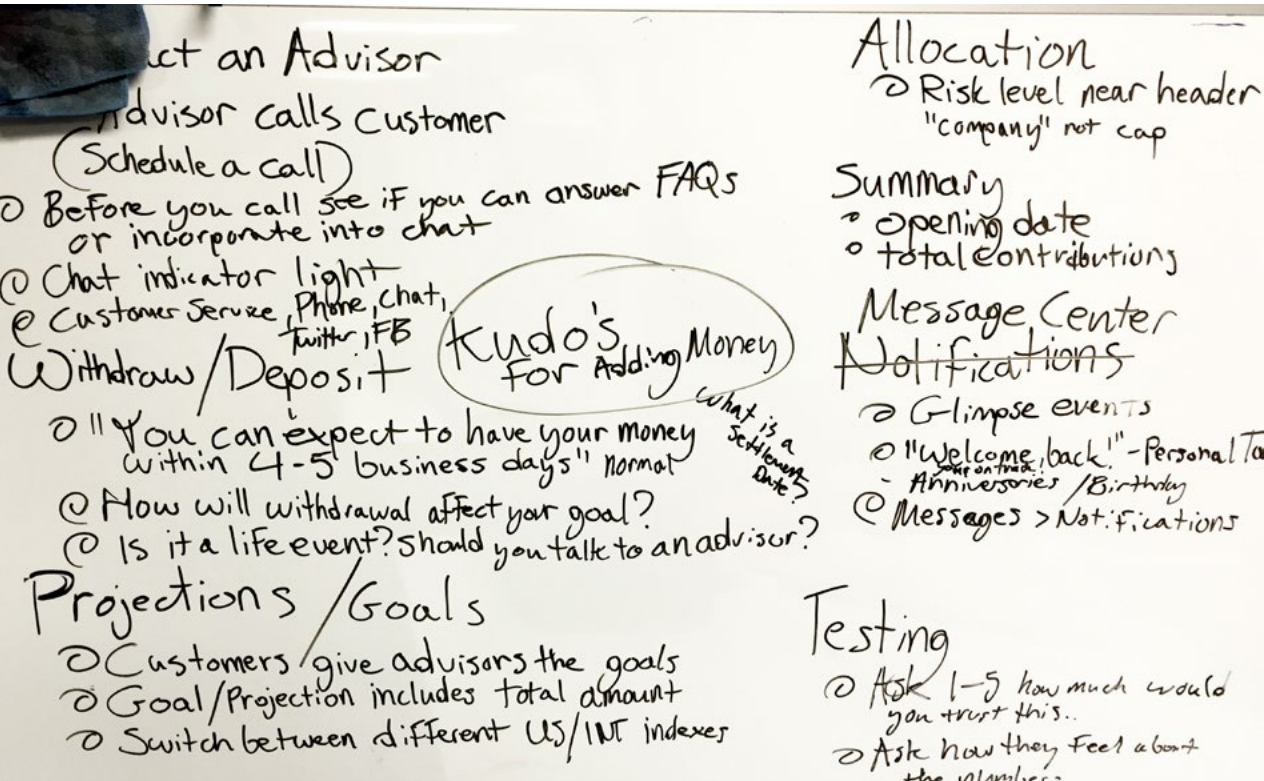 ct an Advisor
Advisor calls customer
(Schedule a call)
Before you call see if you can answer FAQs
or incorporate into chat
Chat indicator light
Customer Service, Phone, Chat,
Twitter, FB
Withdraw/Deposit
"You can expect to have your money
within 4-5 business days" normal
How will withdrawal affect your goal?
Is it a life event? should you talk to an advisor?
Kudo's
for Adding Money
What is a
Settlement
Date?
Projections/Goals
Customers give advisors the goals
Goal/Projection includes total amount
Switch between different US/INT indexes
Allocation
Risk level near header
"company" not cap
Summary
opening date
total contributions
Message Center
Notifications
Glimpse events
"Welcome back!" - Personal
your on track
- Anniversaries /Birthday
Messages > Notifications
Testing
Ask 1-5 how much would
you trust this..
Ask how they feel about
the